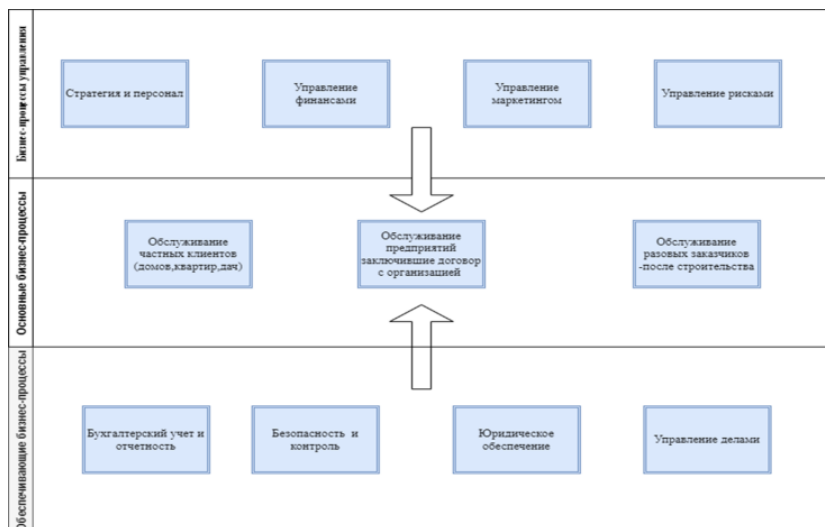 Бизнес-процессы управления
Стратегия и персонал
Управление
финансами
Управление
маркетингом
Управление рисками
Основные бизнес-процессы
Обслуживание
частных клиентов
(домов,квартир,дач)
Обслуживание
предприятий
заключившие договор
с организацией
Обслуживание
разовых заказчиков
-после строительства
Обеспечивающие бизнес-процессы
Бухгалтерский учет и
отчетность
Безопасность и
контроль
Юридическое
обеспечение
Управление делами